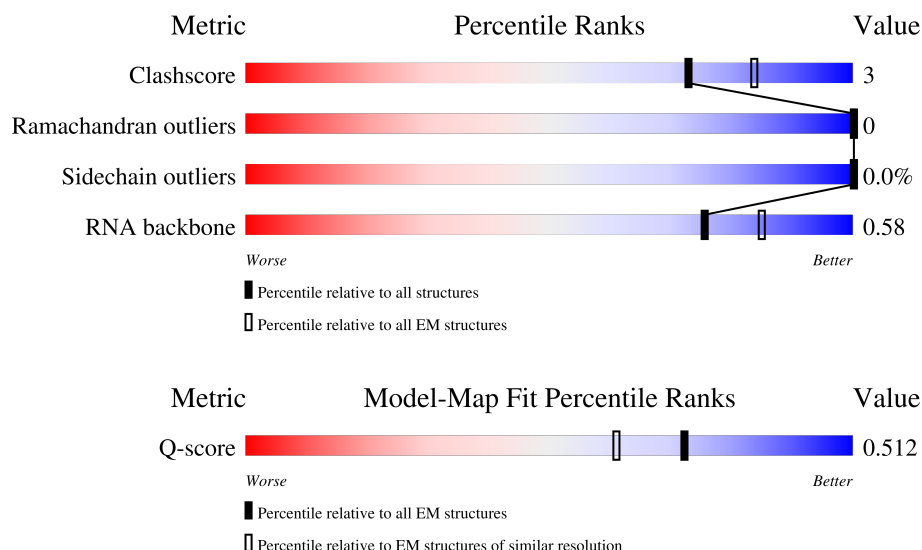 Metric Percentile Ranks Value
Clashscore 3
Ramachandran outliers 0
Sidechain outliers 0.0%
RNA backbone 0.58
Worse Better
Percentile relative to all structures
Percentile relative to all EM structures
Metric Model-Map Fit Percentile Ranks Value
Q-score 0.512
Worse Better
Percentile relative to all EM structures
Percentile relative to EM structures of similar resolution